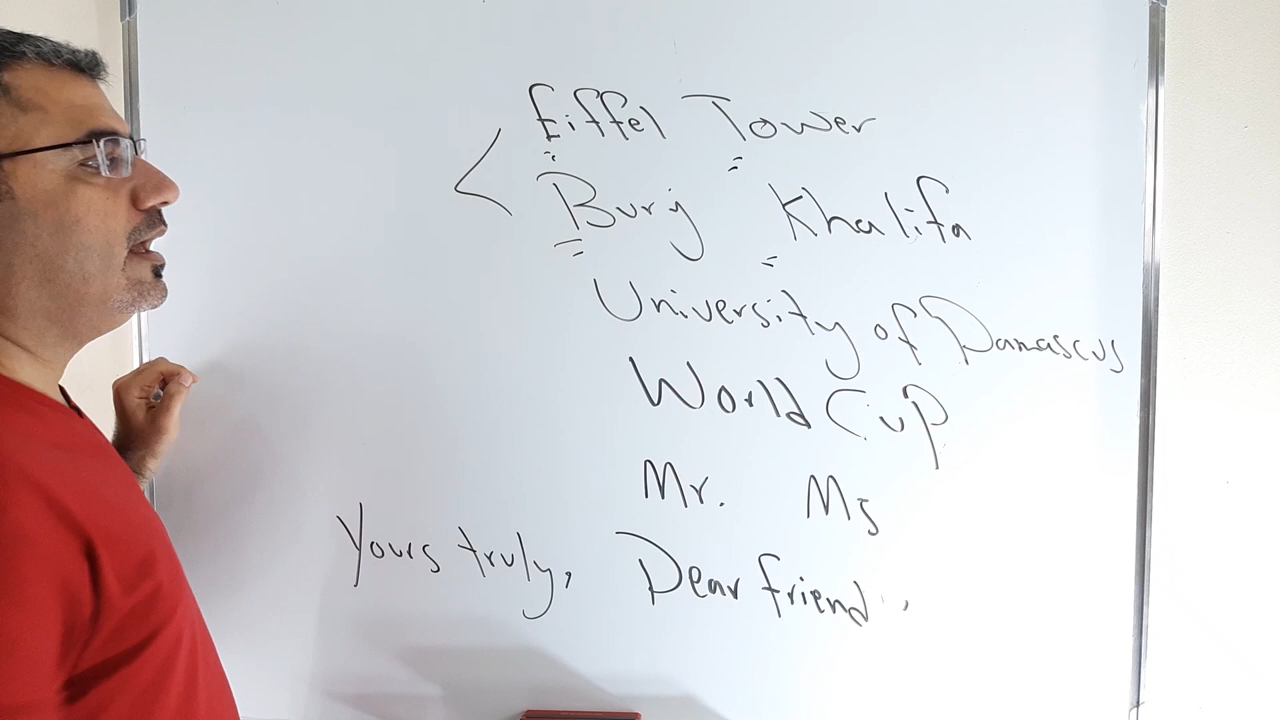 Eiffel Tower
Burj Khalifa
University of Damascus
World Cup
Mr. Ms
Yours truly, Dear friend,